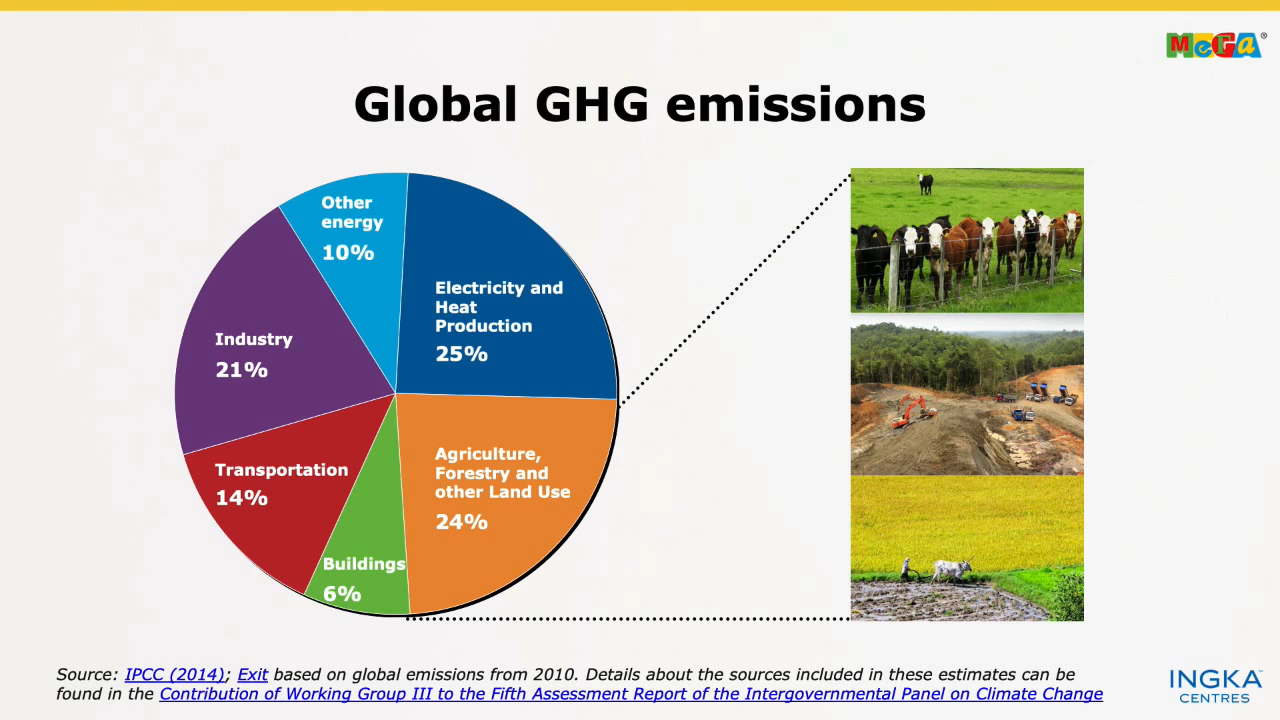 MEGA®
Global GHG emissions
Other
energy
10%
Electricity and
Heat
Production
25%
Industry
21%
Agriculture,
Forestry and
other Land Use
24%
Transportation
14%
Buildings
6%
Source: IPCC (2014); Exit based on global emissions from 2010. Details about the sources included in these estimates can be
found in the Contribution of Working Group III to the Fifth Assessment Report of the Intergovernmental Panel on Climate Change
INGKA
CENTRES